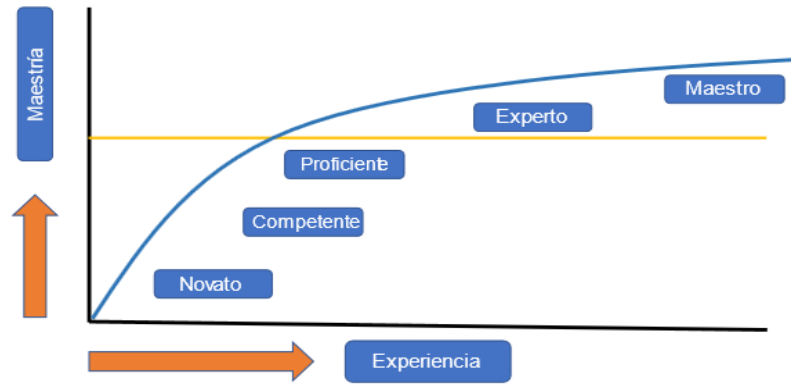 Maestría
Maestro
Experto
Proficiente
Competente
Novato
Experiencia